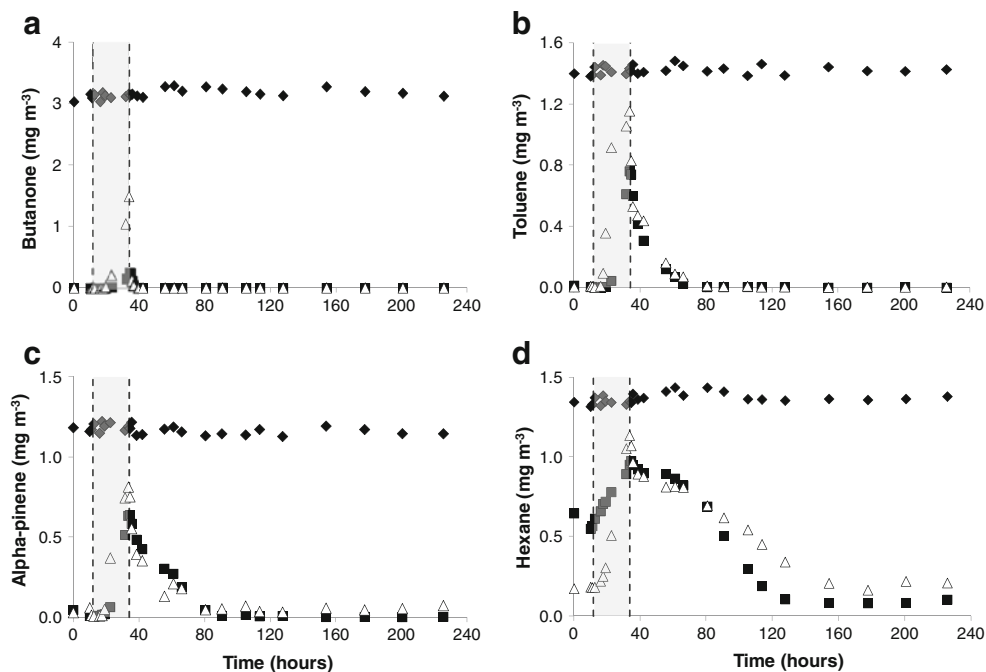 a
Butanone (mg m-3)
4
3
2
1
0
0 40 80 120 160 200 240
b
Toluene (mg m-3)
1.6
1.2
0.8
0.4
0.0
0 40 80 120 160 200 240
c
Alpha-pinene (mg m-3)
1.5
1.0
0.5
0.0
0 40 80 120 160 200 240
Time (hours)
d
Hexane (mg m-3)
1.5
1.0
0.5
0.0
0 40 80 120 160 200 240
Time (hours)